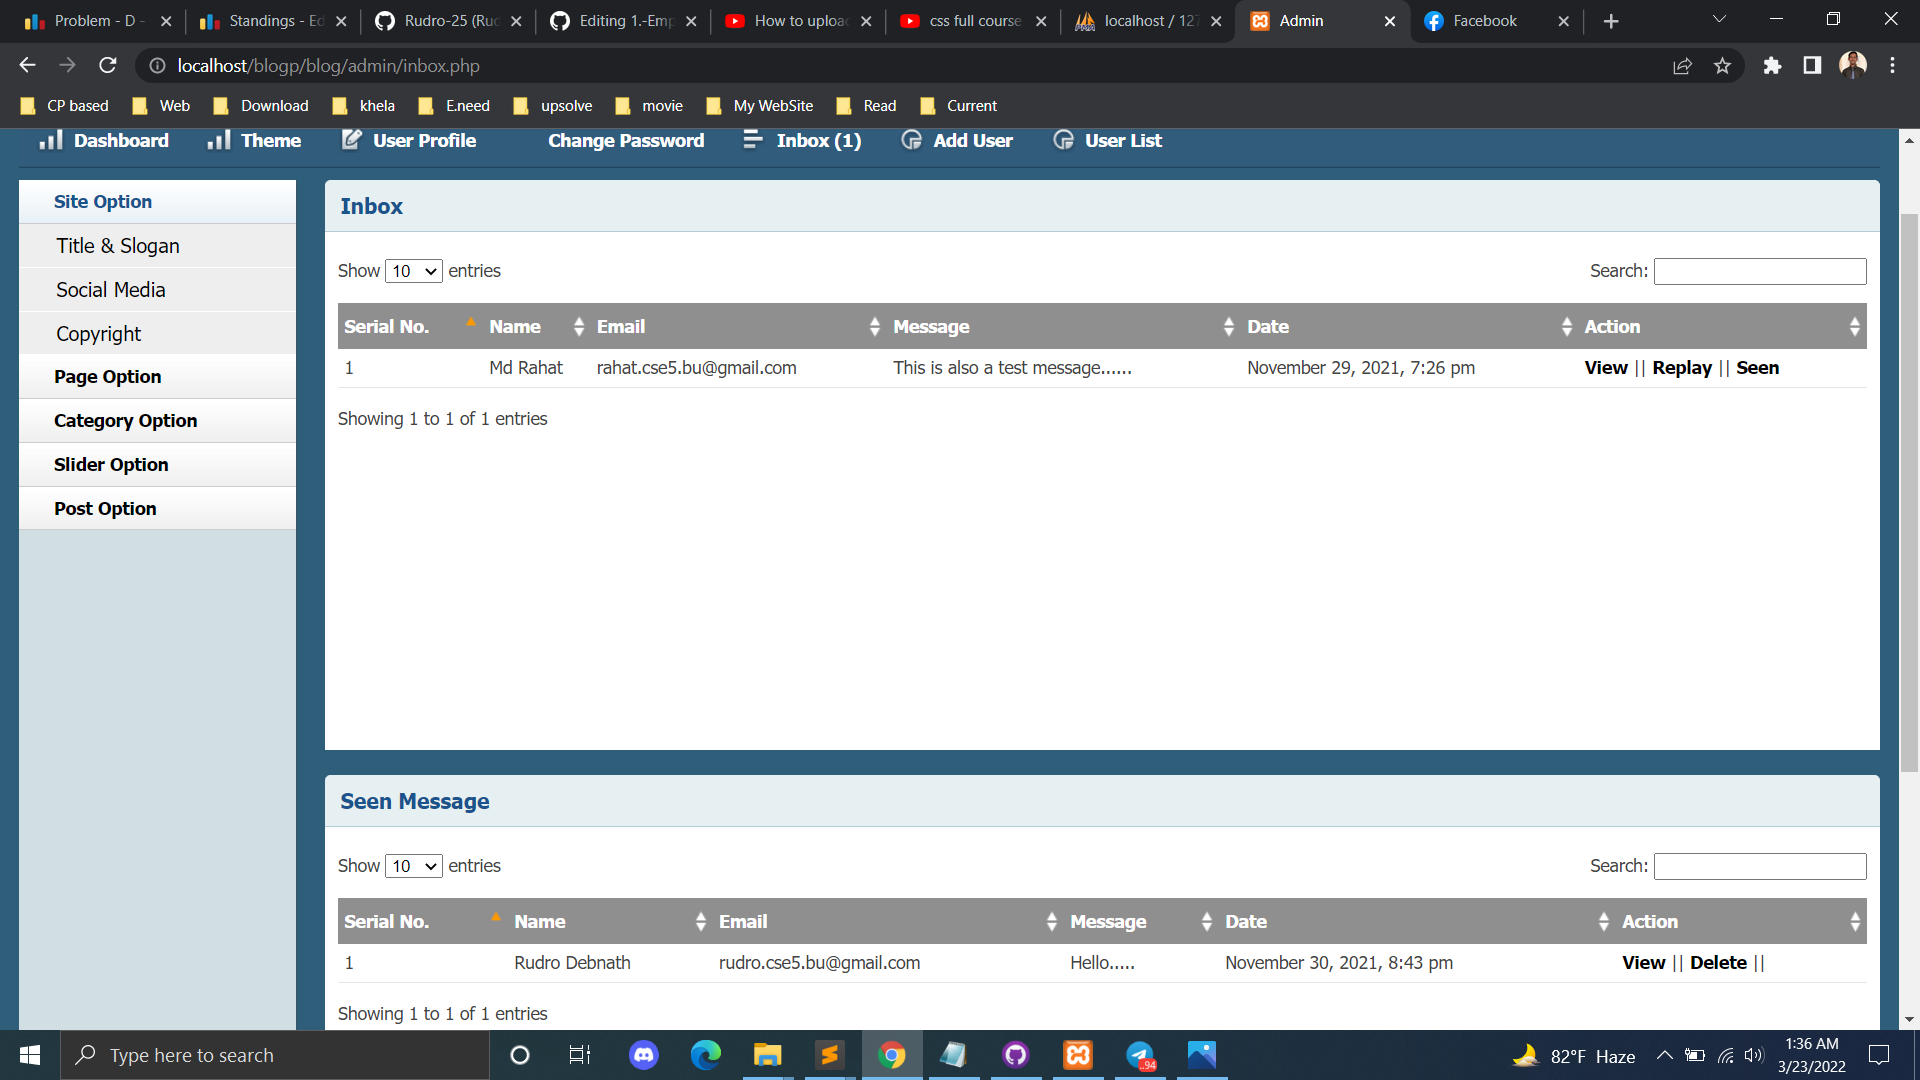 Problem - D -
Standings - Ed
Rudro-25 (Rud
Editing 1.-Emp
How to uploa
css full course
localhost / 127
Admin
Facebook
localhost/blogp/blog/admin/inbox.php
CP based
Web
Download
khela
E.need
upsolve
movie
My WebSite
Read
Current
Dashboard
Theme
User Profile
Change Password
Inbox (1)
Add User
User List
Site Option
Title & Slogan
Social Media
Copyright
Page Option
Category Option
Slider Option
Post Option
Inbox
Show 10 entries
Search:
Serial No. Name Email Message Date Action
1 Md Rahat rahat.cse5.bu@gmail.com This is also a test message...... November 29, 2021, 7:26 pm View || Replay || Seen
Showing 1 to 1 of 1 entries
Seen Message
Show 10 entries
Search:
Serial No. Name Email Message Date Action
1 Rudro Debnath rudro.cse5.bu@gmail.com Hello..... November 30, 2021, 8:43 pm View || Delete ||
Showing 1 to 1 of 1 entries
Type here to search
..94
82°F Haze
1:36 AM
3/23/2022